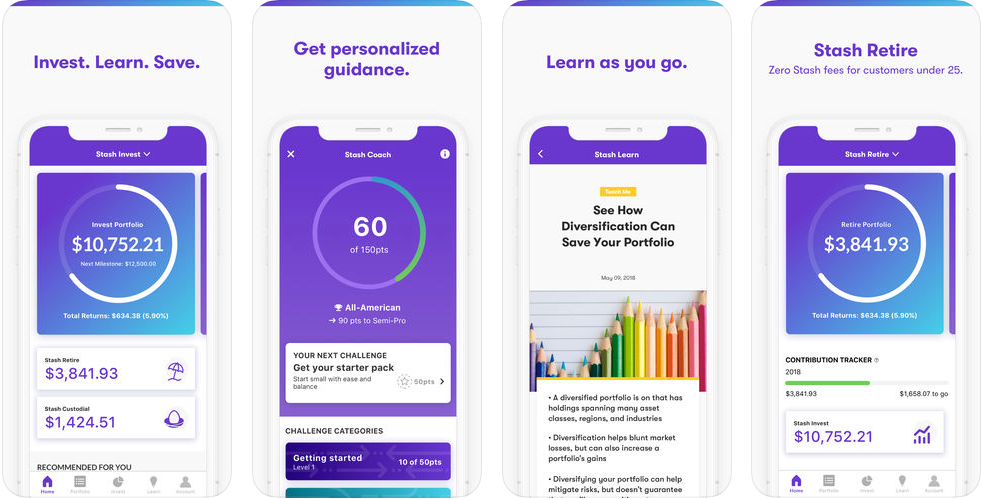 Invest. Learn. Save.
Stash Invest
Invest Portfolio
$10,752.21
Next Milestone: $12,500.00
Total Returns: $634.38 (5.90%)
Stash Retire
$3,841.93
Stash Custodial
$1,424.51
RECOMMENDED FOR YOU
Home Portfolio Invest Learn Account
Get personalized
guidance.
Stash Coach
60
of 150pts
All-American
→ 90 pts to Semi-Pro
YOUR NEXT CHALLENGE
Get your starter pack
Start small with ease and
balance
50pts
CHALLENGE CATEGORIES
Getting started
Level 1
10 of 50pts
Learn as you go.
Stash Learn
Teach Me
See How
Diversification Can
Save Your Portfolio
May 09, 2018
• A diversified portfolio is on that has
holdings spanning many asset
classes, regions, and industries
• Diversification helps blunt market
losses, but can also increase a
portfolio's gains
• Diversifying your portfolio can help
mitigate risks, but doesn't guarantee
Stash Retire
Zero Stash fees for customers under 25.
Stash Retire
Retire Portfolio
$3,841.93
Total Returns: $634.38 (5.90%)
CONTRIBUTION TRACKER
2018
$3,841.93
$1,658.07 to go
Stash Invest
$10,752.21
Home Portfolio Invest Learn Account